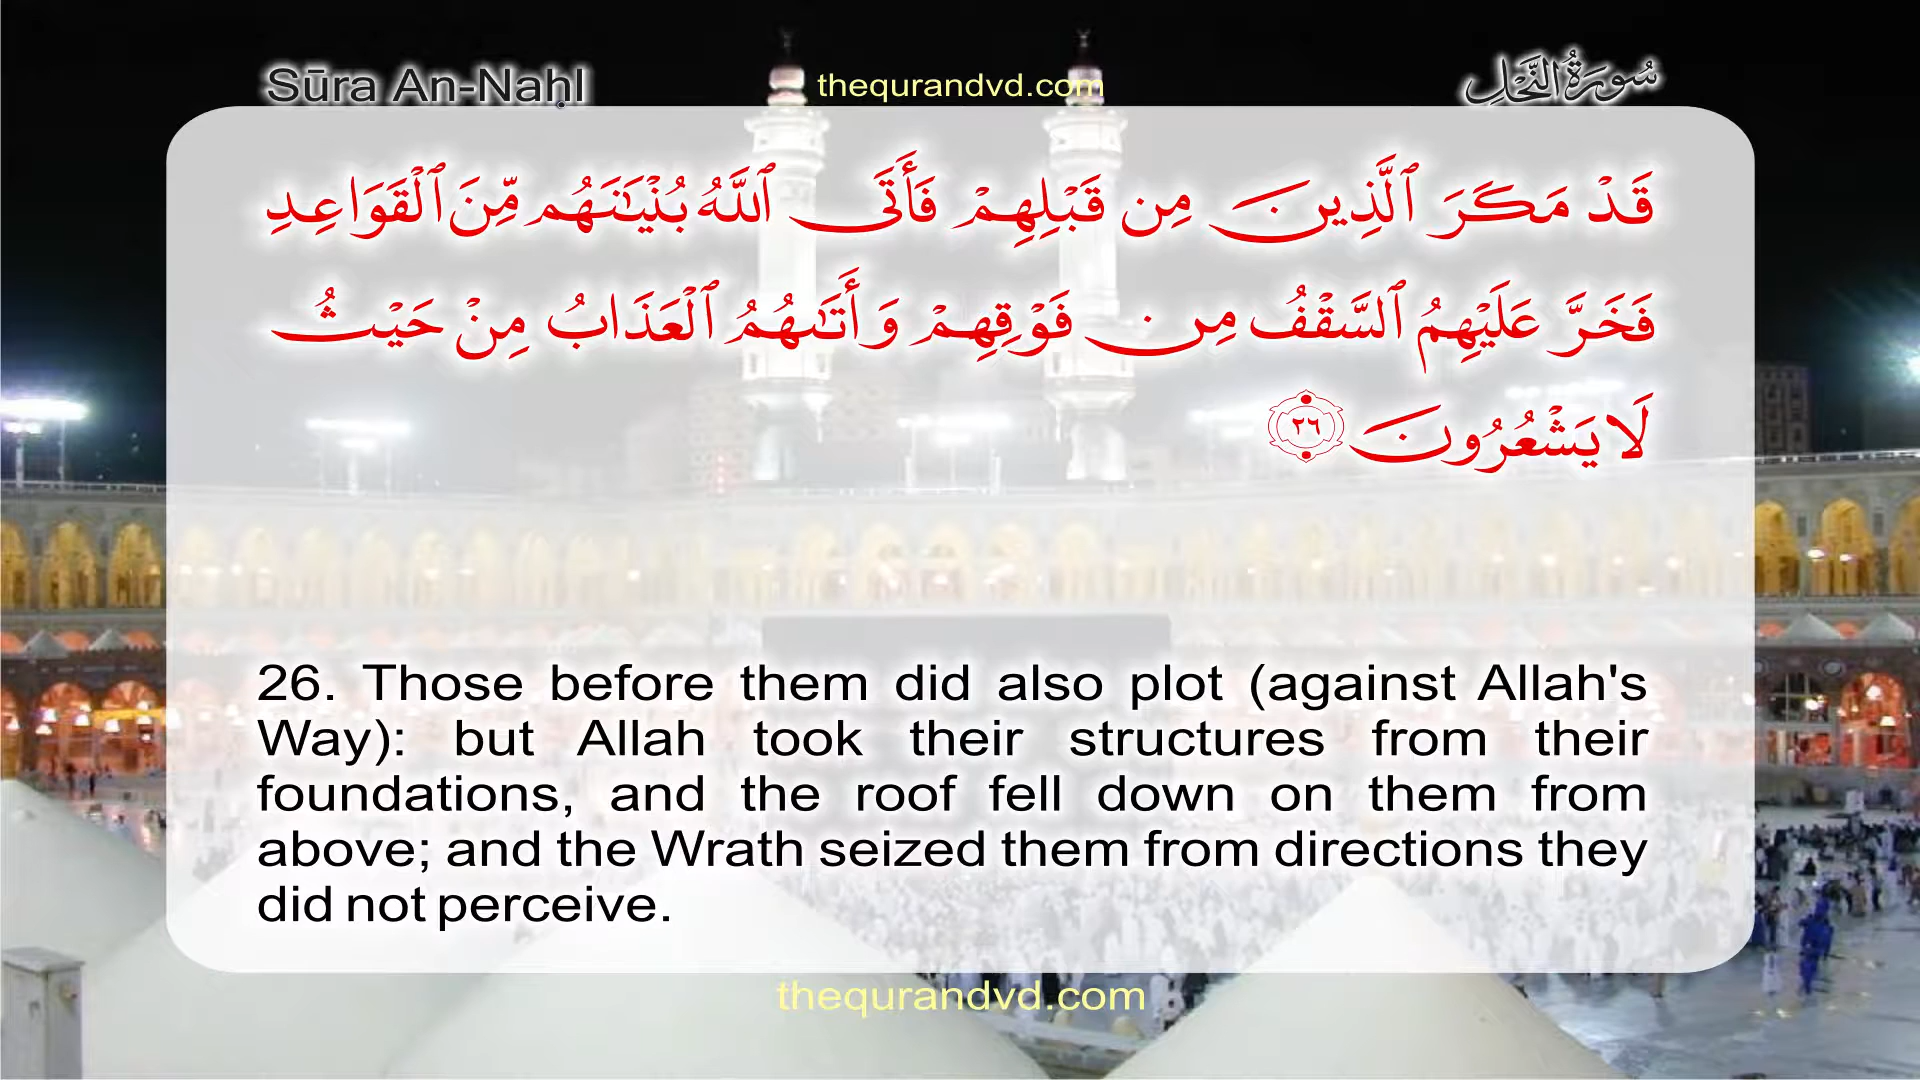 Sūra An-Naḥl
thequrandvd.com
سُورَةُ النَّحْلِ
قَدْ مَكَرَ ٱلَّذِينَ مِن قَبْلِهِمْ فَأَتَى ٱللَّهُ بُنْيَـٰنَهُم مِّنَ ٱلْقَوَاعِدِ
فَخَرَّ عَلَيْهِمُ ٱلسَّقْفُ مِن فَوْقِهِمْ وَأَتَىٰهُمُ ٱلْعَذَابُ مِنْ حَيْثُ
لَا يَشْعُرُونَ ٢٦
26. Those before them did also plot (against Allah's
Way): but Allah took their structures from their
foundations, and the roof fell down on them from
above; and the Wrath seized them from directions they
did not perceive.
thequrandvd.com